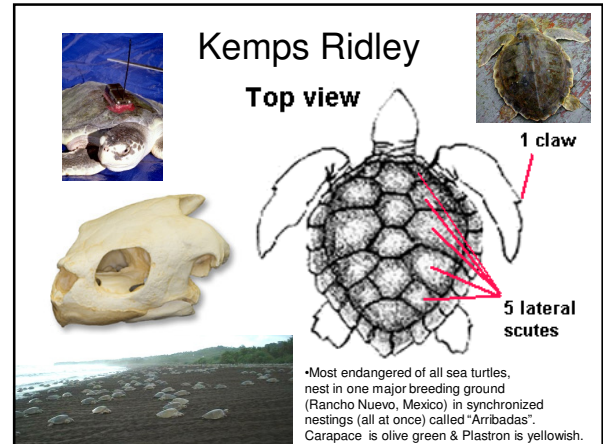 Kemps Ridley
Top view
1 claw
5 lateral
scutes
•Most endangered of all sea turtles,
nest in one major breeding ground
(Rancho Nuevo, Mexico) in synchronized
nestings (all at once) called “Arribadas”.
Carapace is olive green & Plastron is yellowish.